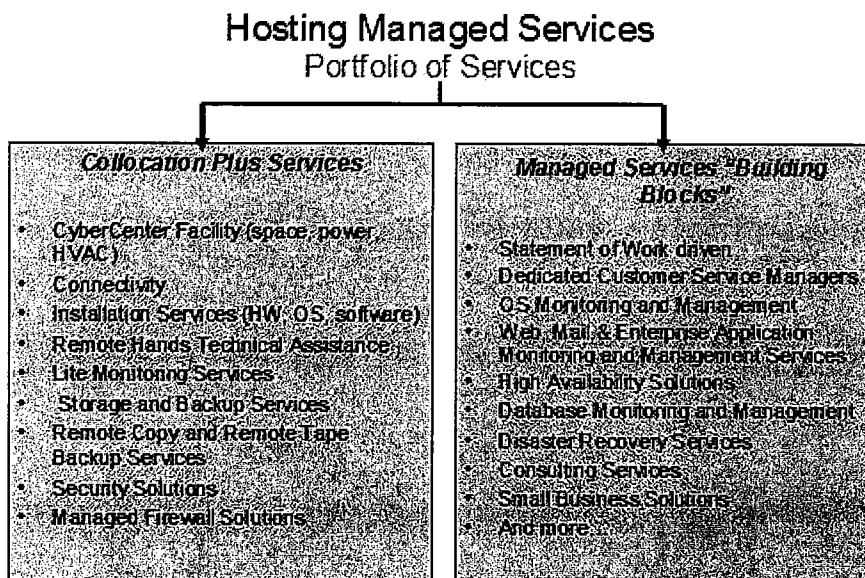 Hosting Managed Services
Portfolio of Services
Collocation Plus Services
• CyberCenter Facility (space, power,
HVAC)
• Connectivity
• Installation Services (HW, OS, software)
• Remote Hands Technical Assistance
• Lite Monitoring Services
• Storage and Backup Services
• Remote Copy and Remote Tape
Backup Services
• Security Solutions
• Managed Firewall Solutions
Managed Services "Building
Blocks"
• Statement of Work driven
• Dedicated Customer Service Managers
• OS Monitoring and Management
• Web, Mail & Enterprise Application
Monitoring and Management Services
• High Availability Solutions
• Database Monitoring and Management
• Disaster Recovery Services
• Consulting Services
• Small Business Solutions
• And more...